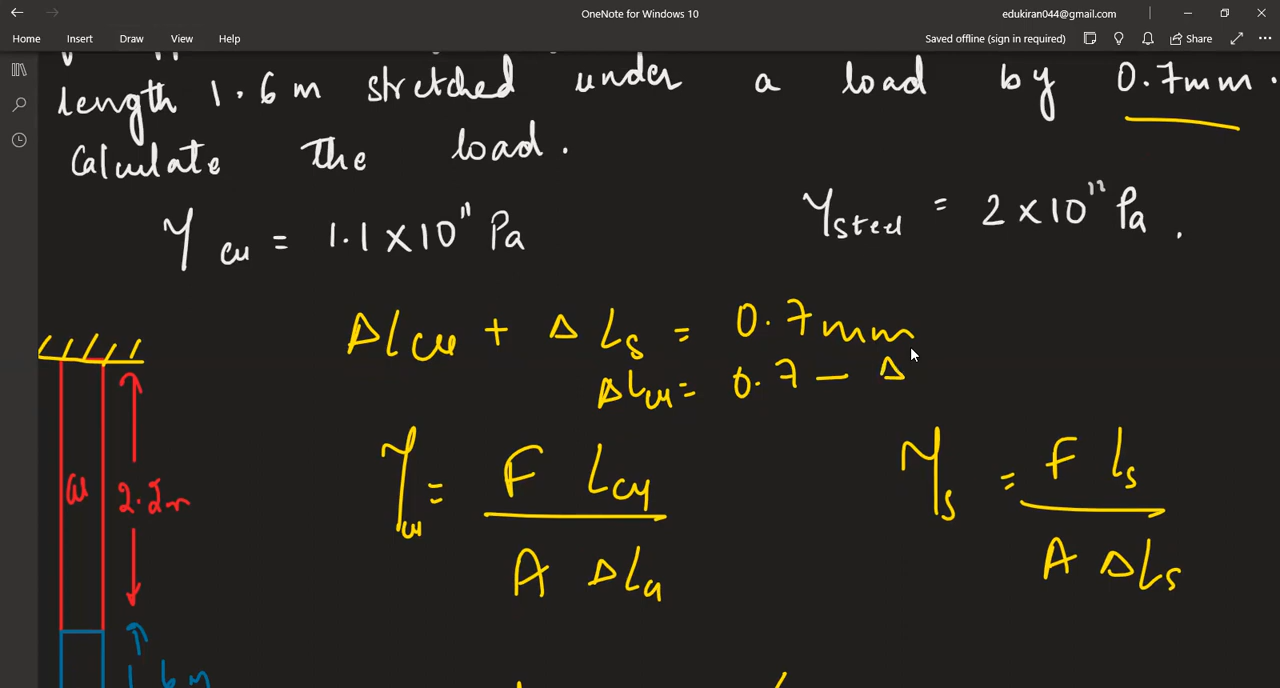 OneNote for Windows 10
edukiran044@gmail.com
Home Insert Draw View Help
Saved offline (sign in required) Share
length 1.6 m stretched under a load by 0.7mm.
Calculate the load.
Y cu = 1.1 × 10¹¹ Pa
Y steel = 2 × 10¹¹ Pa.
ΔLcu + ΔLs = 0.7mm
ΔLcu = 0.7 - Δ
Ycu = F Lcu / A ΔLcu
Ys = F Ls / A ΔLs
Cu
2.2m
1.6m